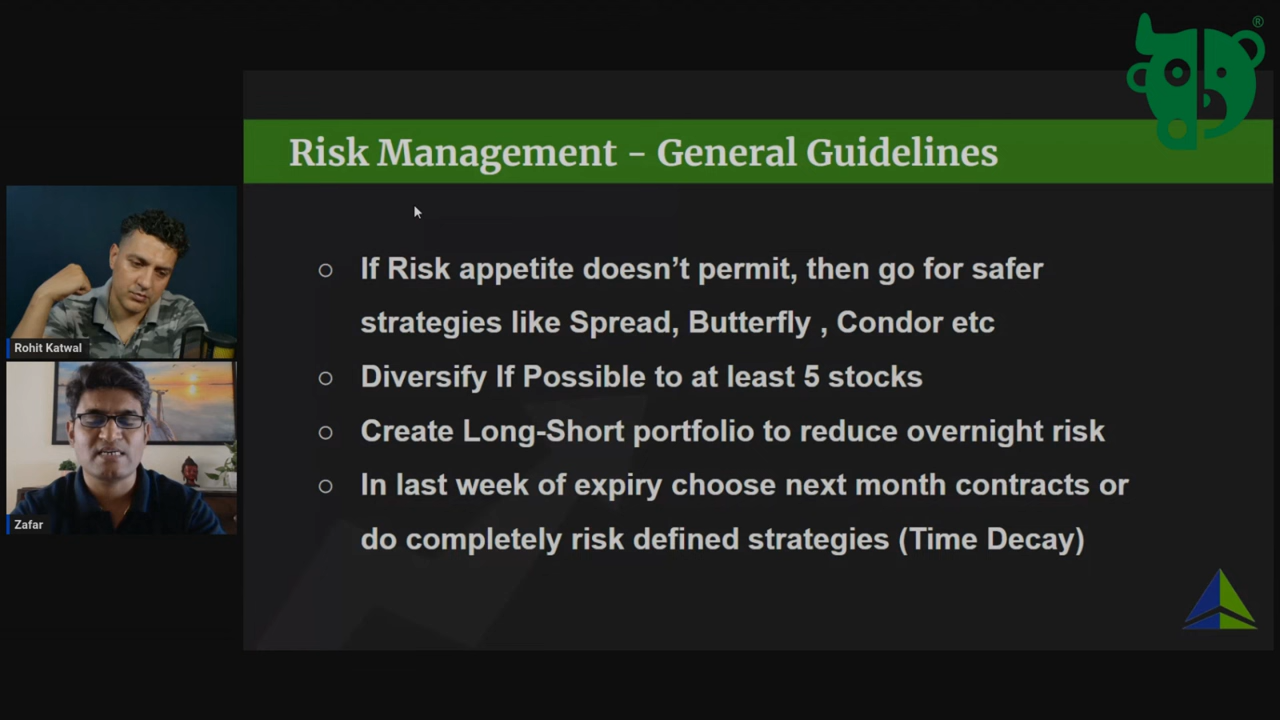 ®
Risk Management - General Guidelines
○ If Risk appetite doesn't permit, then go for safer
strategies like Spread, Butterfly , Condor etc
○ Diversify If Possible to at least 5 stocks
○ Create Long-Short portfolio to reduce overnight risk
○ In last week of expiry choose next month contracts or
do completely risk defined strategies (Time Decay)
Rohit Katwal
Zafar